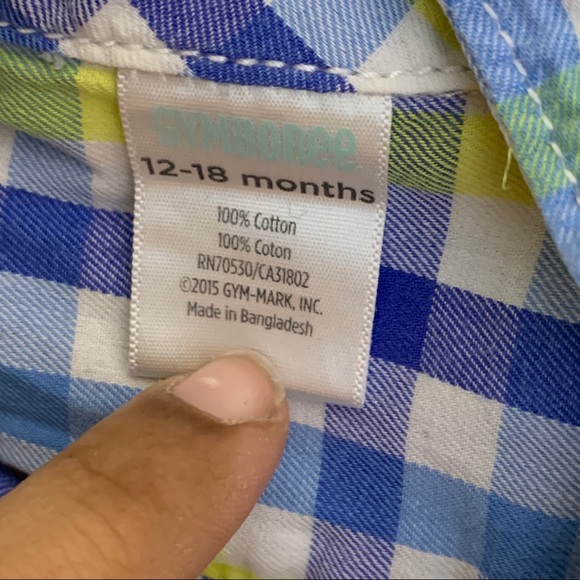 GYMBOREE
12-18 months
100% Cotton
100% Coton
RN70530/CA31802
©2015 GYM-MARK, INC.
Made in Bangladesh